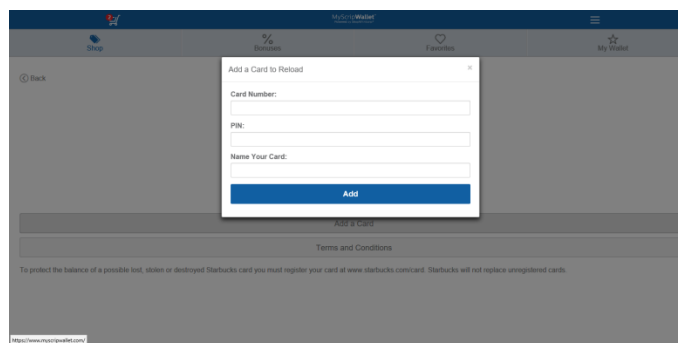 MyScripWallet
Shop
Bonuses
Favorites
My Wallet
Back
Add a Card to Reload
×
Card Number:
PIN:
Name Your Card:
Add
Add a Card
Terms and Conditions
To protect the balance of a possible lost, stolen or destroyed Starbucks card you must register your card at www.starbucks.com/card. Starbucks will not replace unregistered cards.
https://www.myscripwallet.com/